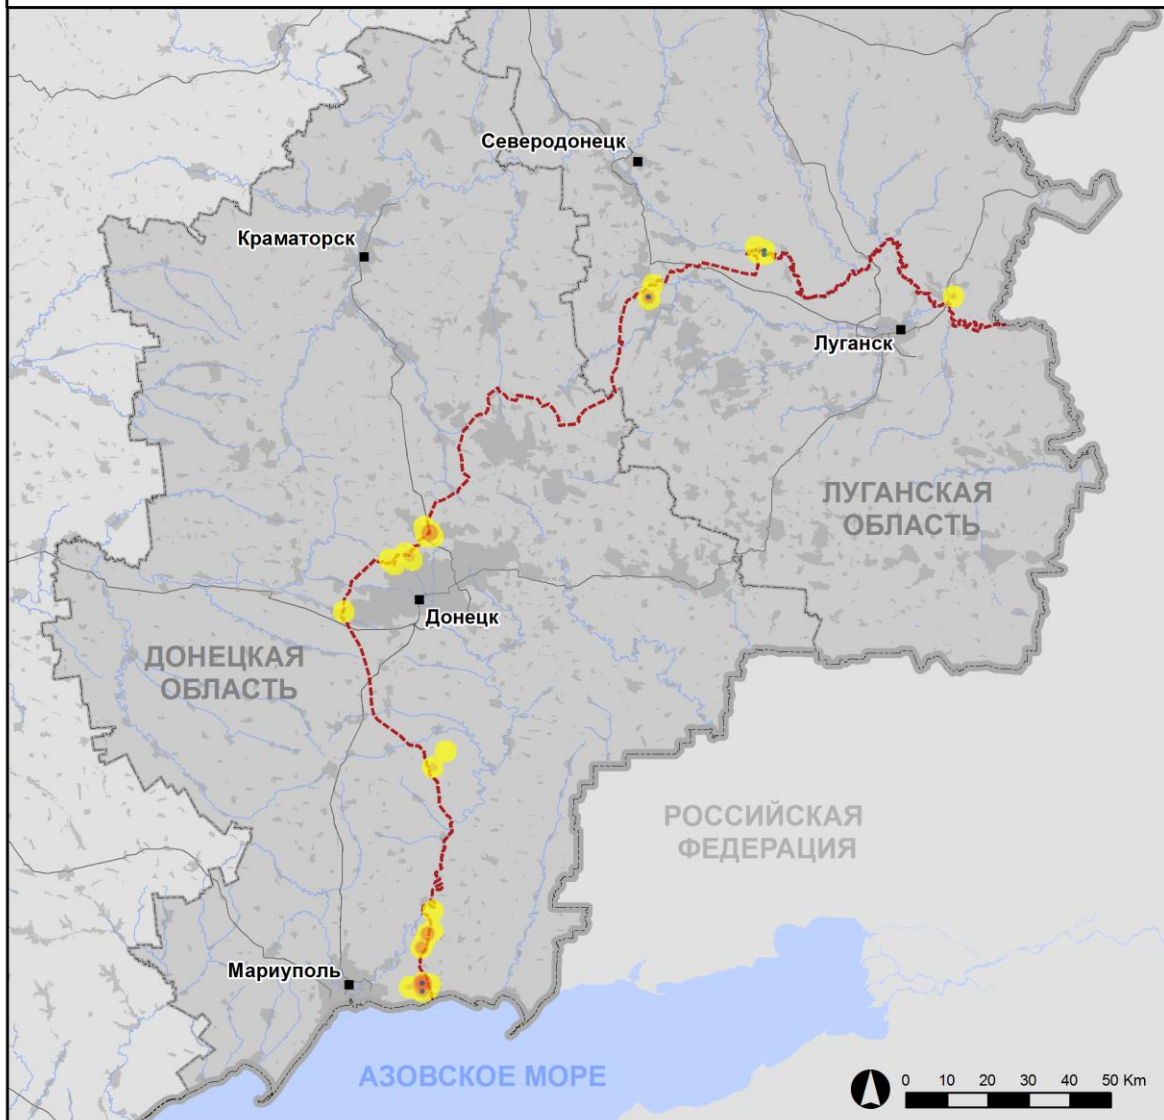 Северодонецк
Краматорск
Луганск
ЛУГАНСКАЯ
ОБЛАСТЬ
Донецк
ДОНЕЦКАЯ
ОБЛАСТЬ
РОССИЙСКАЯ
ФЕДЕРАЦИЯ
Мариуполь
АЗОВСКОЕ МОРЕ
0 10 20 30 40 50 Km